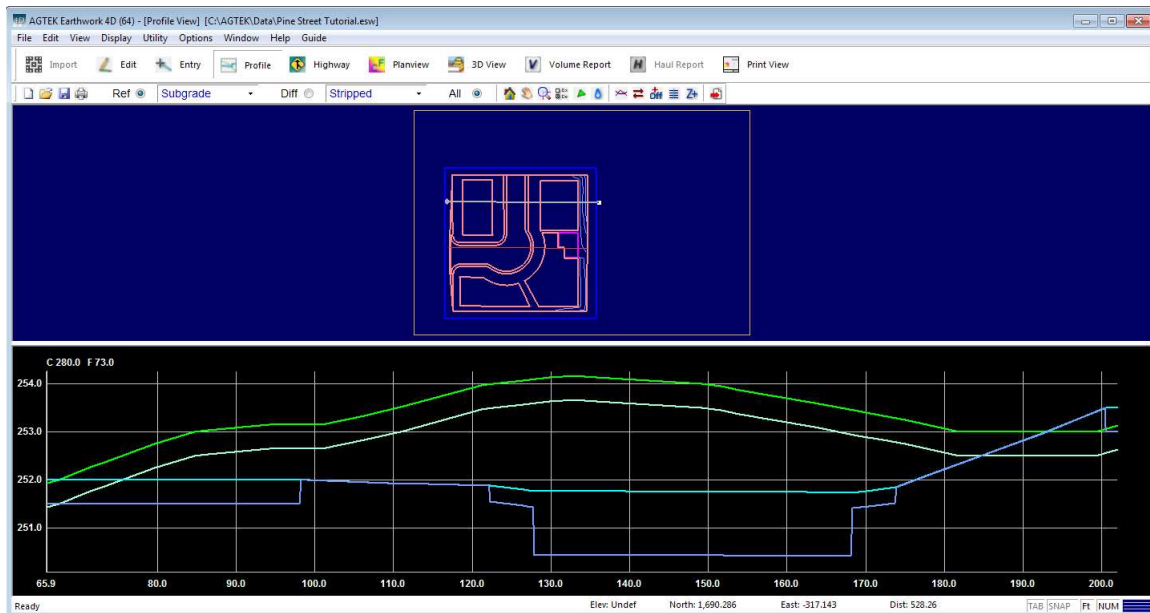 AGTEK Earthwork 4D (64) - [Profile View] [C:\AGTEK\Data\Pine Street Tutorial.esw]
File Edit View Display Utility Options Window Help Guide
Import Edit Entry Profile Highway Planview 3D View Volume Report Haul Report Print View
Ref Subgrade Diff Stripped All Off Z+
C 280.0 F 73.0
254.0
253.0
252.0
251.0
65.9 80.0 90.0 100.0 110.0 120.0 130.0 140.0 150.0 160.0 170.0 180.0 190.0 200.0
Ready Elev: Undef North: 1,690.286 East: -317.143 Dist: 528.26 TAB SNAP Ft NUM